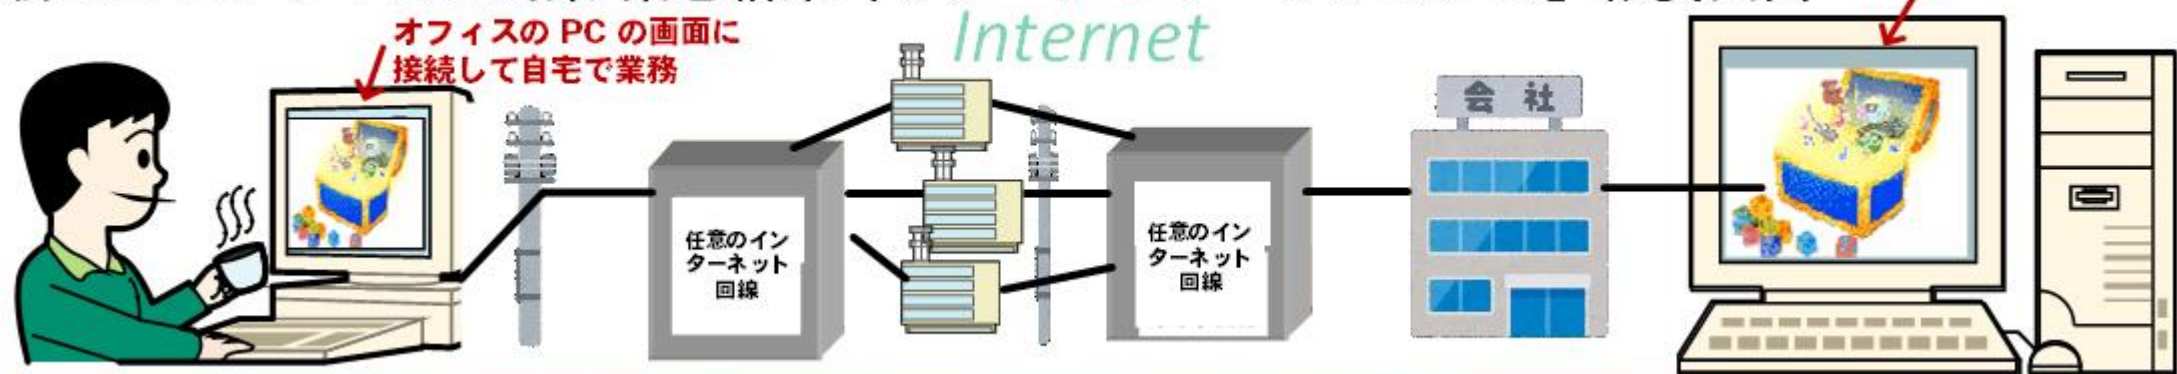 オフィスの PC の画面に
接続して自宅で業務
Internet
会社
任意のイン
ターネット
回線
任意のイン
ターネット
回線